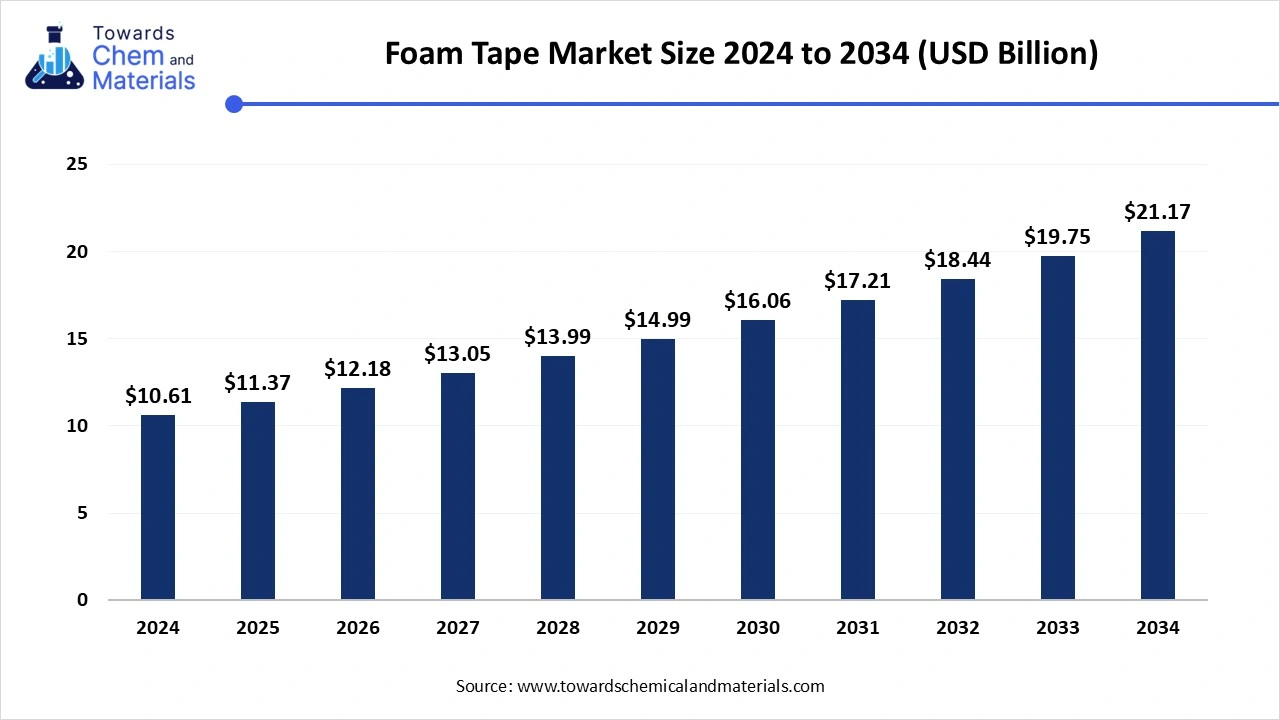 Towards
Chem and
Materials
Foam Tape Market Size 2024 to 2034 (USD Billion)
25
20
15
10
5
0
$10.61
$11.37
$12.18
$13.05
$13.99
$14.99
$16.06
$17.21
$18.44
$19.75
$21.17
2024 2025 2026 2027 2028 2029 2030 2031 2032 2033 2034
Source: www.towardschemicalandmaterials.com